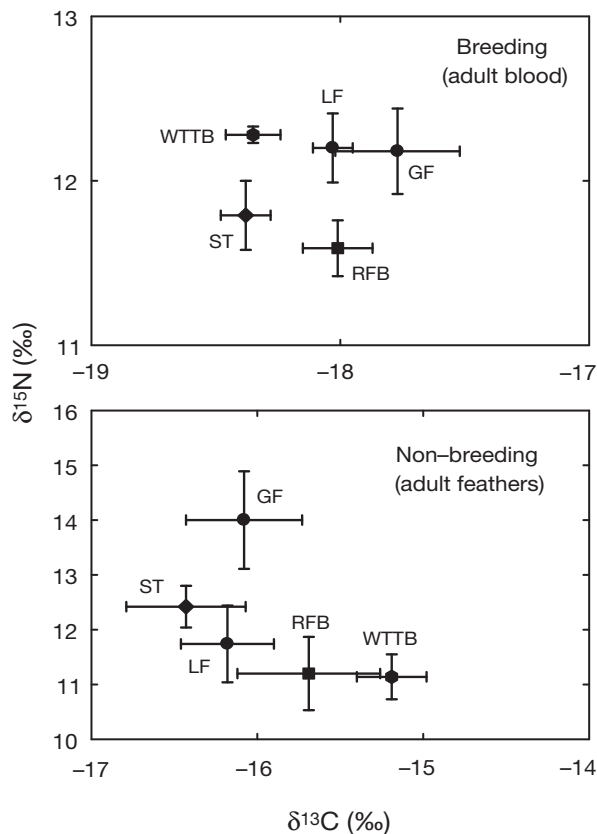 13
Breeding
(adult blood)
LF
WTTB
GF
12
ST
RFB
11
−19
−18
−17
δ15N (‰)
16
Non–breeding
(adult feathers)
15
GF
14
13
ST
RFB
WTTB
12
LF
11
10
−17
−16
−15
−14
δ13C (‰)